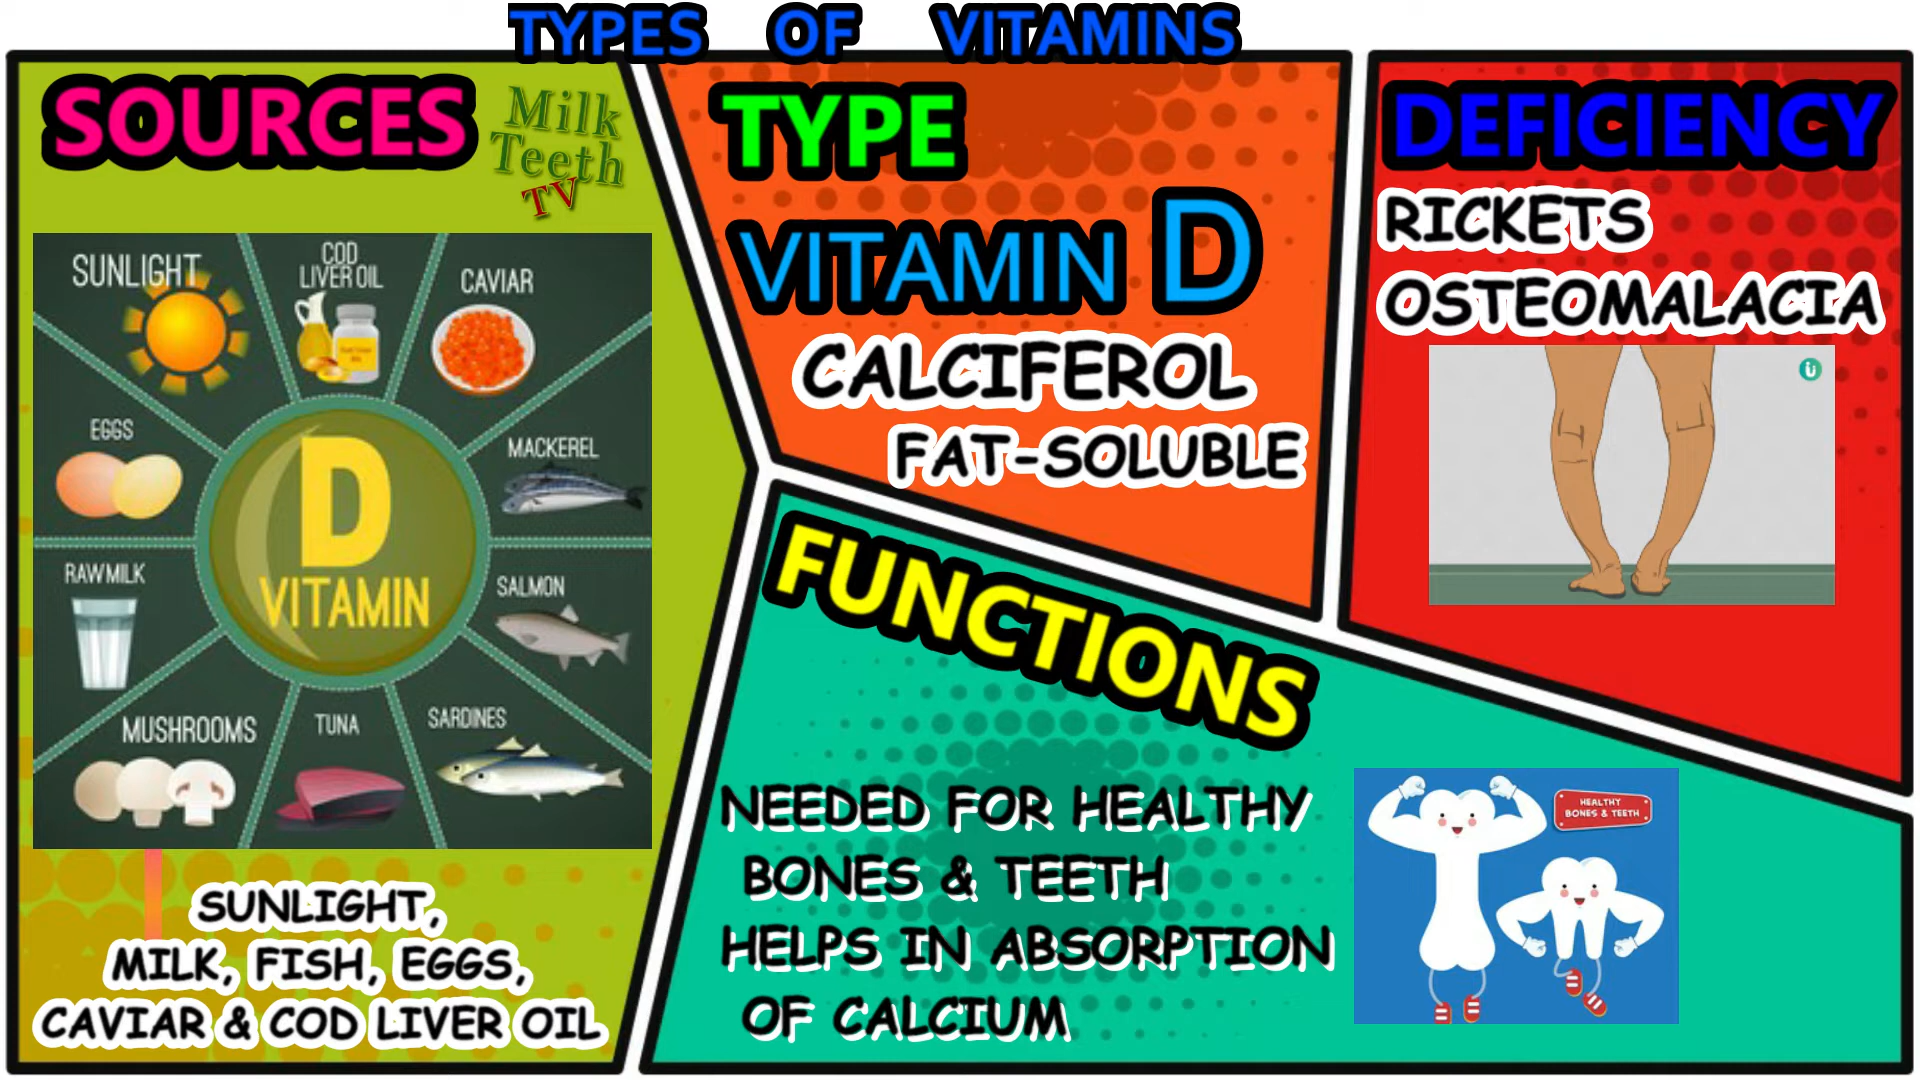 TYPES OF VITAMINS
SOURCES
Milk
Teeth
TV
SUNLIGHT
COD
LIVER OIL
CAVIAR
EGGS
MACKEREL
D
VITAMIN
RAW MILK
SALMON
MUSHROOMS
TUNA
SARDINES
SUNLIGHT,
MILK, FISH, EGGS,
CAVIAR & COD LIVER OIL
TYPE
VITAMIN D
CALCIFEROL
FAT-SOLUBLE
DEFICIENCY
RICKETS
OSTEOMALACIA
FUNCTIONS
NEEDED FOR HEALTHY
BONES & TEETH
HELPS IN ABSORPTION
OF CALCIUM
HEALTHY
BONES & TEETH